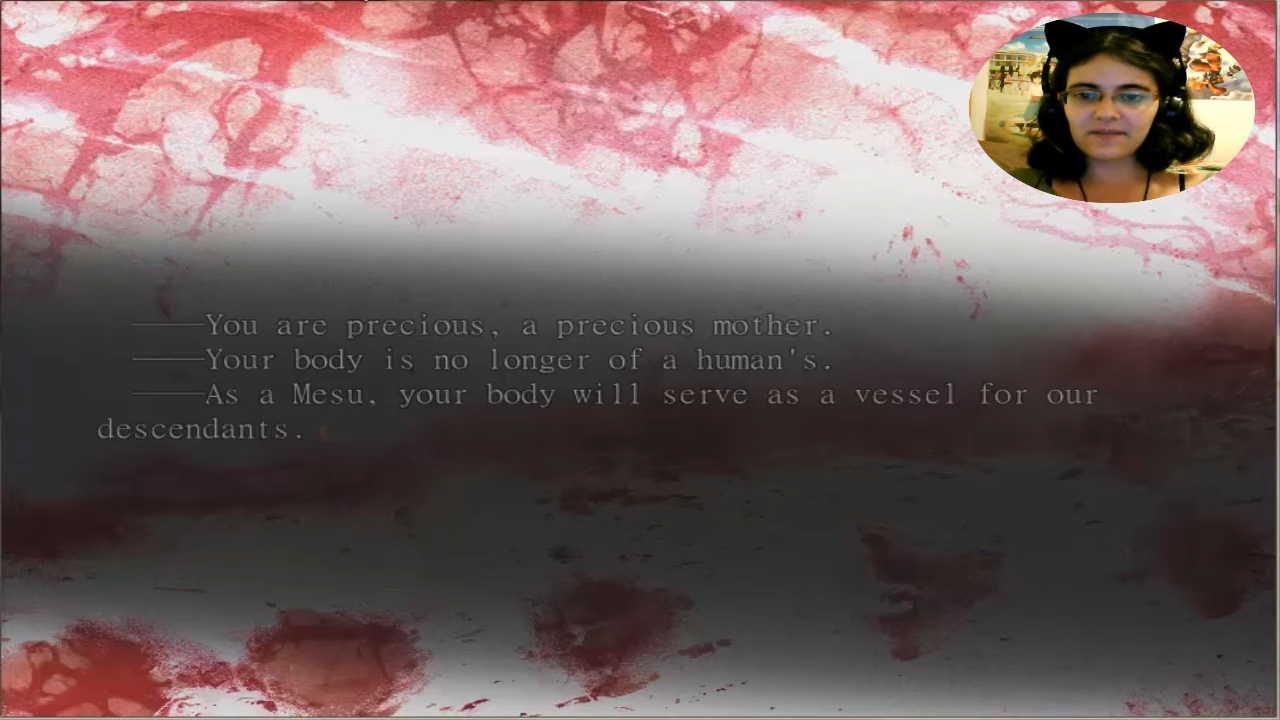 ――You are precious, a precious mother.
――Your body is no longer of a human's.
――As a Mesu, your body will serve as a vessel for our
descendants.